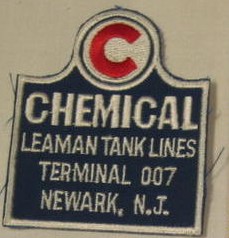 C
CHEMICAL
LEAMAN TANK LINES
TERMINAL 007
NEWARK, N.J.